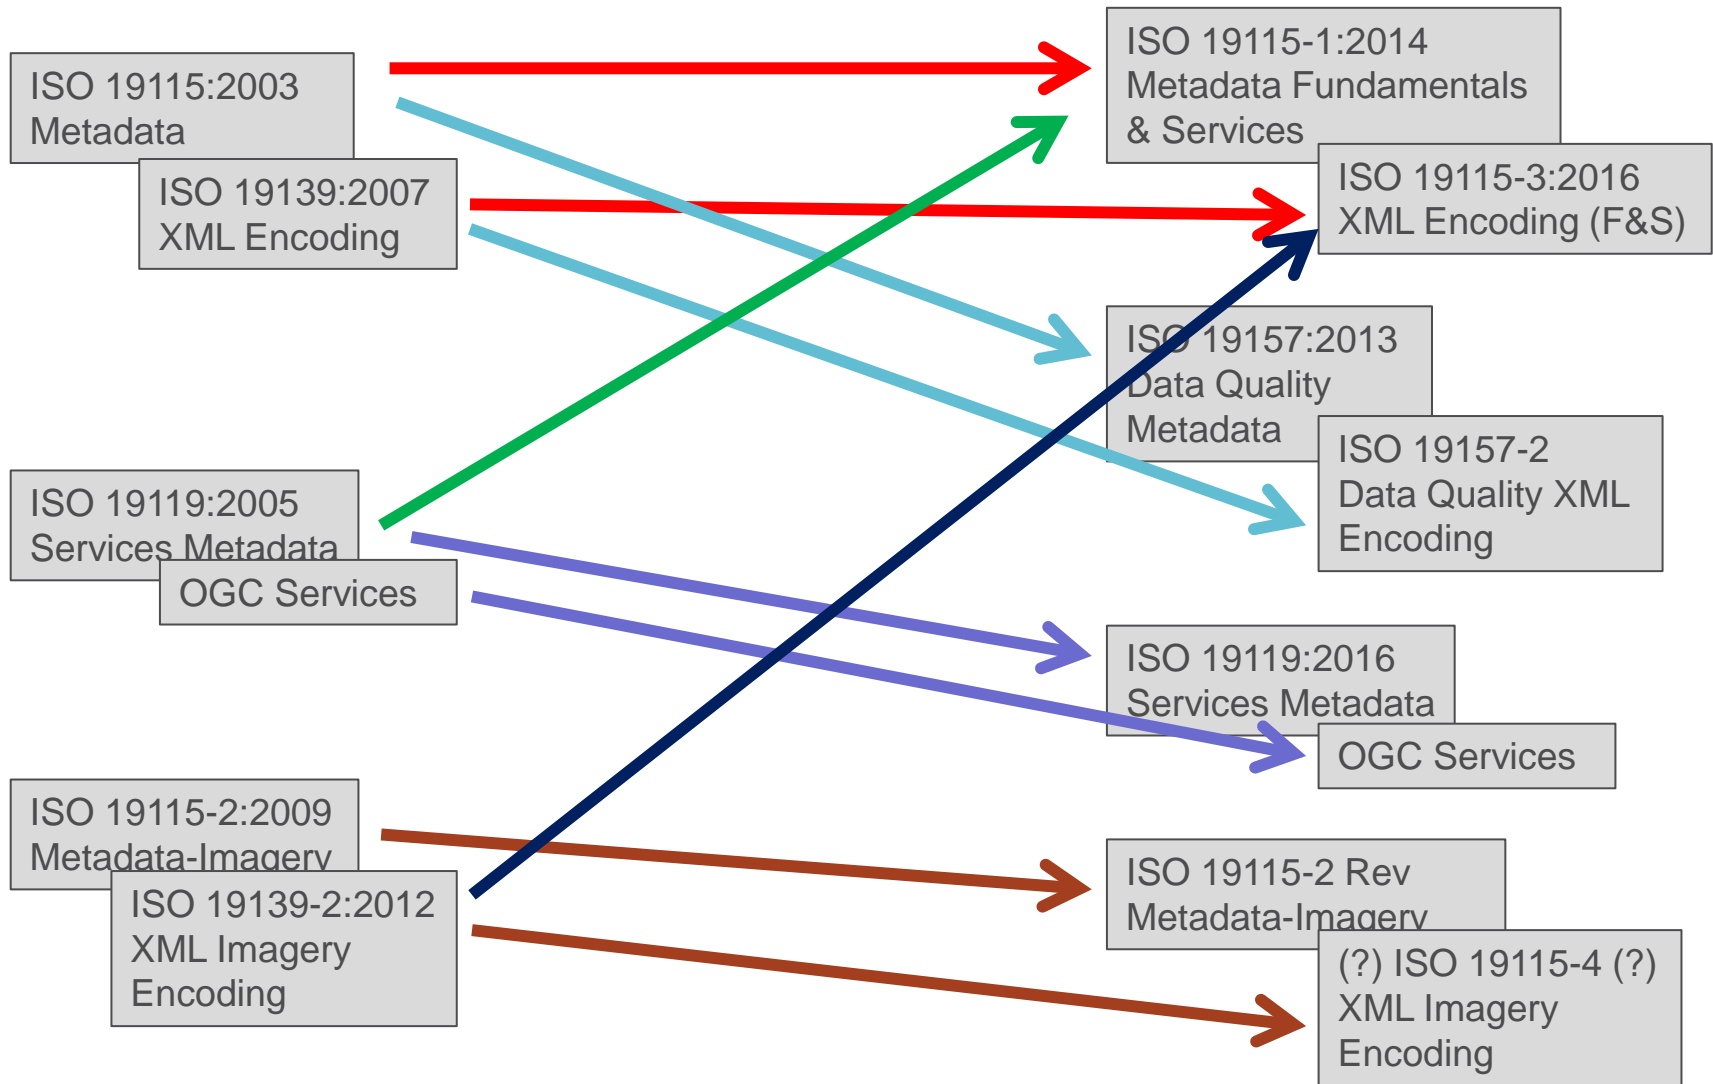 ISO 19115:2003
Metadata
ISO 19139:2007
XML Encoding
ISO 19119:2005
Services Metadata
OGC Services
ISO 19115-2:2009
Metadata-Imagery
ISO 19139-2:2012
XML Imagery
Encoding
ISO 19115-1:2014
Metadata Fundamentals
& Services
ISO 19115-3:2016
XML Encoding (F&S)
ISO 19157:2013
Data Quality
Metadata
ISO 19157-2
Data Quality XML
Encoding
ISO 19119:2016
Services Metadata
OGC Services
ISO 19115-2 Rev
Metadata-Imagery
(?) ISO 19115-4 (?)
XML Imagery
Encoding